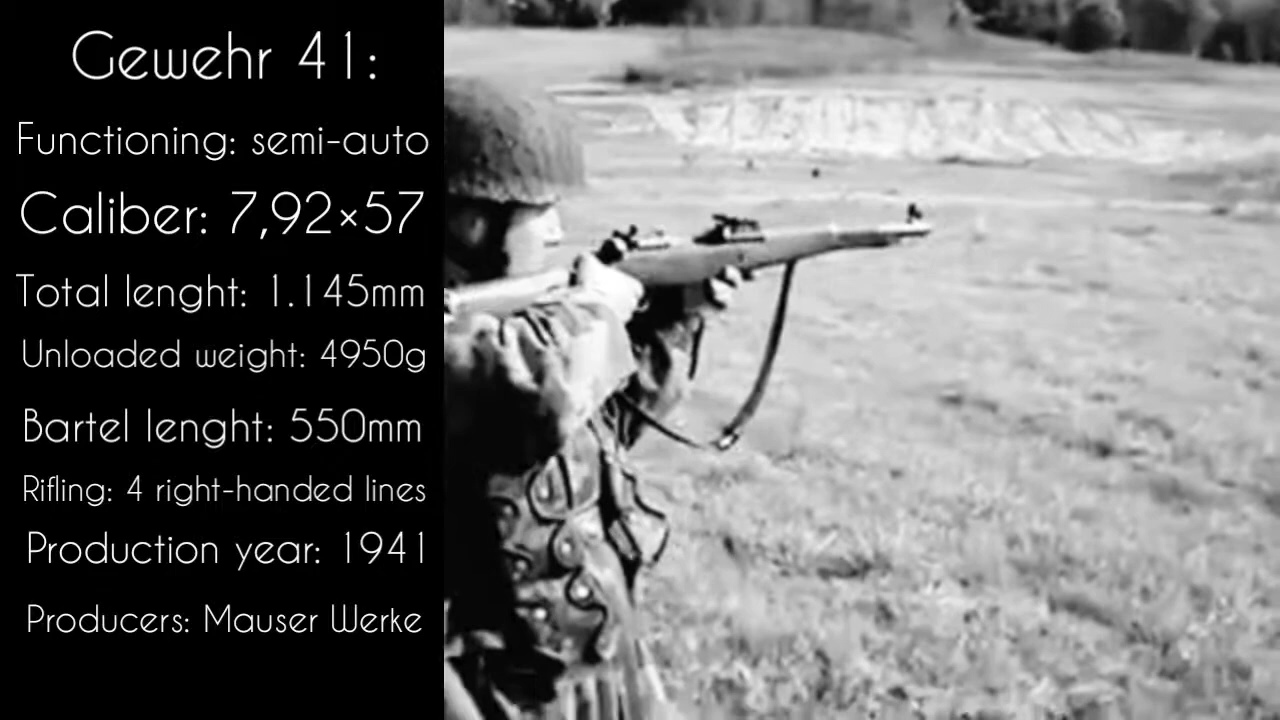 Gewehr 41:
Functioning: semi-auto
Caliber: 7,92×57
Total lenght: 1.145mm
Unloaded weight: 4950g
Bartel lenght: 550mm
Rifling: 4 right-handed lines
Production year: 1941
Producers: Mauser Werke